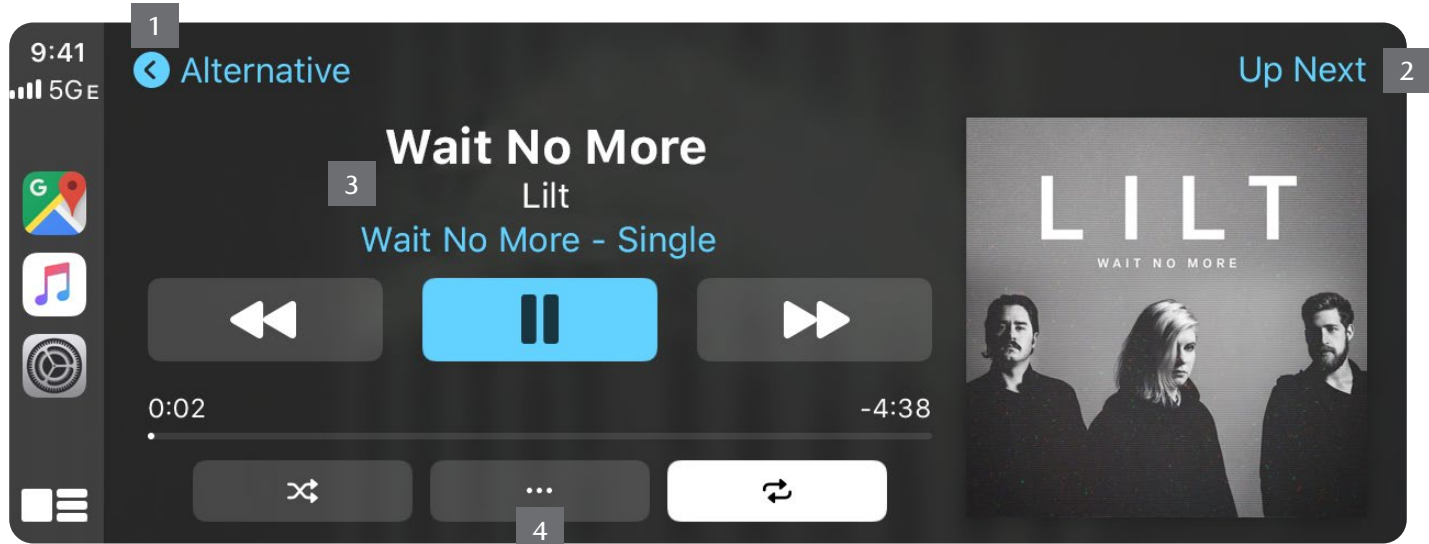 1
9:41
Alternative
Up Next
2
5GE
Wait No More
3
Lilt
Wait No More - Single
0:02
-4:38
4
G
LILT
WAIT NO MORE